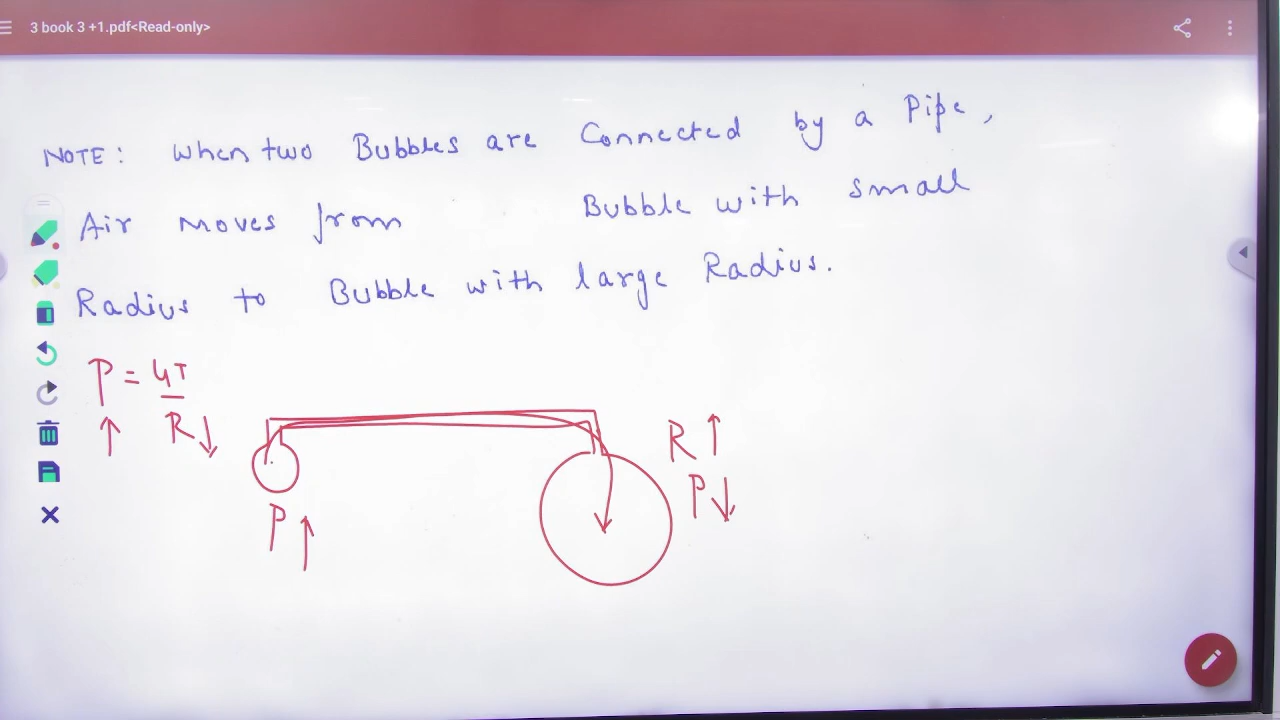 3 book 3 +1.pdf<Read-only>
NOTE: When two Bubbles are Connected by a Pipe,
Air moves from Bubble with small
Radius to Bubble with large Radius.
P = 4T
↑ R ↓
R ↑
P ↓
P ↑